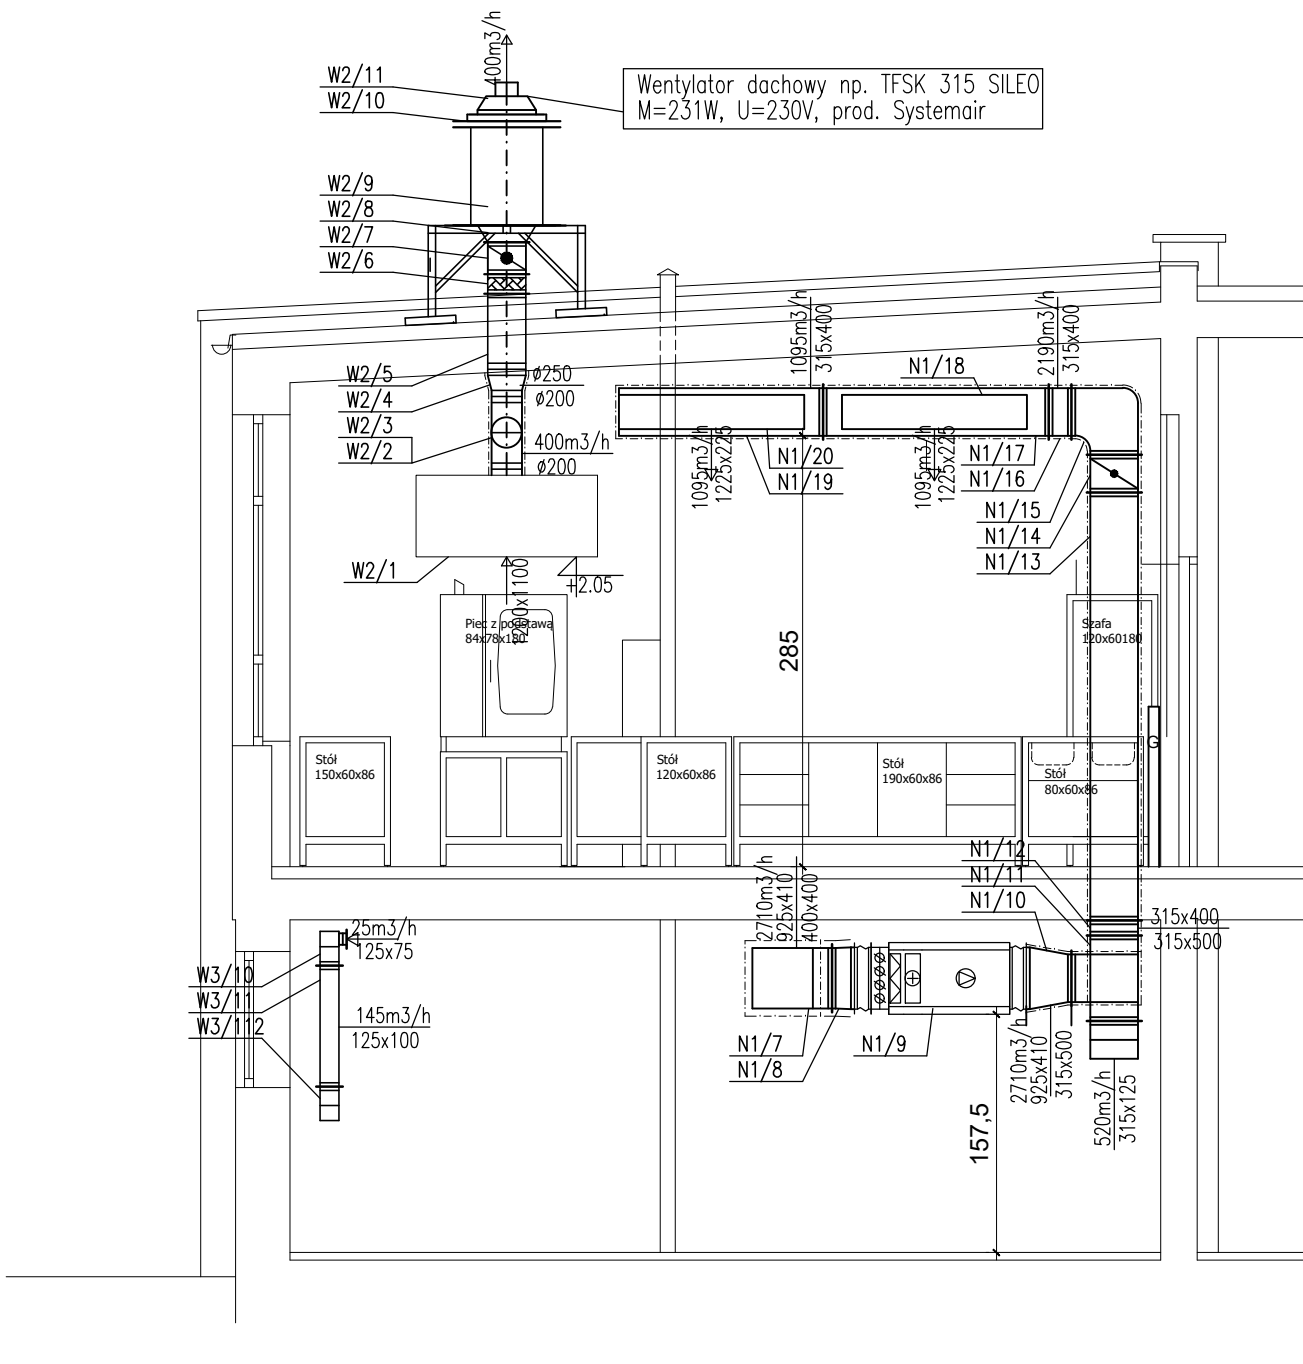 400m3/h
W2/11
W2/10
Wentylator dachowy np. TFSK 315 SILEO
M=231W, U=230V, prod. Systemair
W2/9
W2/8
W2/7
W2/6
W2/5
W2/4
W2/3
W2/2
ø250
ø200
400m3/h
ø200
W2/1
+2.05
1200x1100
1095m3/h
315x400
2190m3/h
315x400
N1/18
1095m3/h
1225x225
N1/20
N1/19
1095m3/h
1225x225
N1/17
N1/16
N1/15
N1/14
N1/13
Piec z podstawą
84x78x180
285
Szafa
120x60180
G
Stół
150x60x86
Stół
120x60x86
Stół
190x60x86
Stół
80x60x86
N1/12
N1/11
N1/10
2710m3/h
925x410
400x400
315x400
315x500
25m3/h
125x75
W3/10
W3/11
W3/112
145m3/h
125x100
N1/7
N1/8
N1/9
2710m3/h
925x410
315x500
520m3/h
315x125
157,5